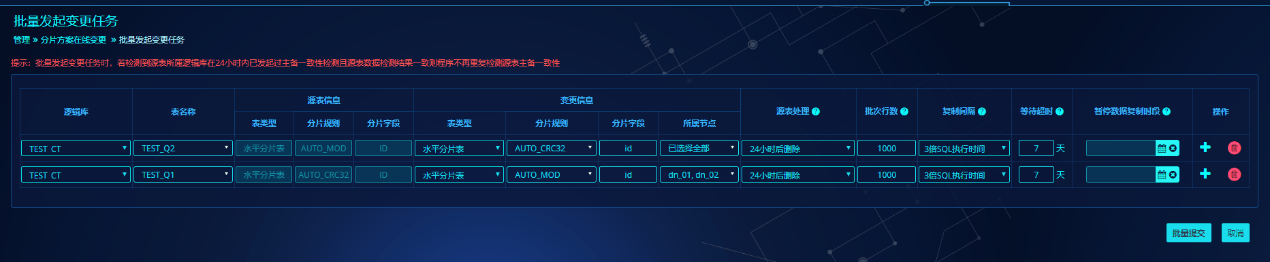 批量发起变更任务
管理 » 分片方案在线变更 » 批量发起变更任务
提示：批量发起变更任务时，若检测到源表所属逻辑库在24小时内已发起过主备一致性检测且源表数据检测结果一致则程序不再重复检测源主备一致性
逻辑库 表名称 源表信息 变更信息 源表处理 批次行数 复制间隔 等待超时 暂停数据复制时段 操作
表类型 分片规则 分片字段 表类型 分片规则 分片字段 所属节点
TEST_CT TEST_Q2 水平分片表 AUTO_MOD ID 水平分片表 AUTO_CRC32 id 已选择全部 24小时后删除 1000 3倍SQL执行时间 7 天
TEST_CT TEST_Q1 水平分片表 AUTO_CRC32 ID 水平分片表 AUTO_MOD id dn_01, dn_02 24小时后删除 1000 3倍SQL执行时间 7 天
批量提交 取消